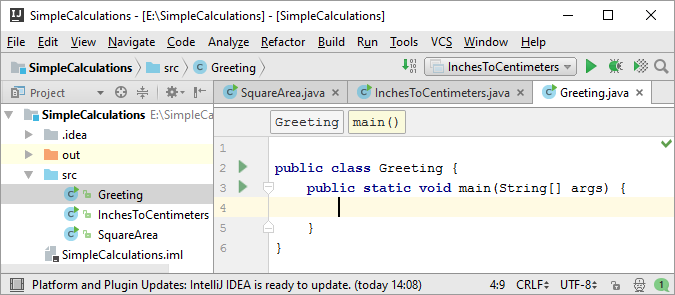 SimpleCalculations - [E:\SimpleCalculations] - [SimpleCalculations]
File Edit View Navigate Code Analyze Refactor Build Run Tools VCS Window Help
SimpleCalculations src Greeting InchesToCentimeters
Project SquareArea.java InchesToCentimeters.java Greeting.java
SimpleCalculations E:\SimpleCa
.idea
out
src
Greeting
InchesToCentimeters
SquareArea
SimpleCalculations.iml
Greeting main()
1
2 public class Greeting {
3 public static void main(String[] args) {
4
5 }
6 }
Platform and Plugin Updates: IntelliJ IDEA is ready to update. (today 14:08) 4:9 CRLF UTF-8 1